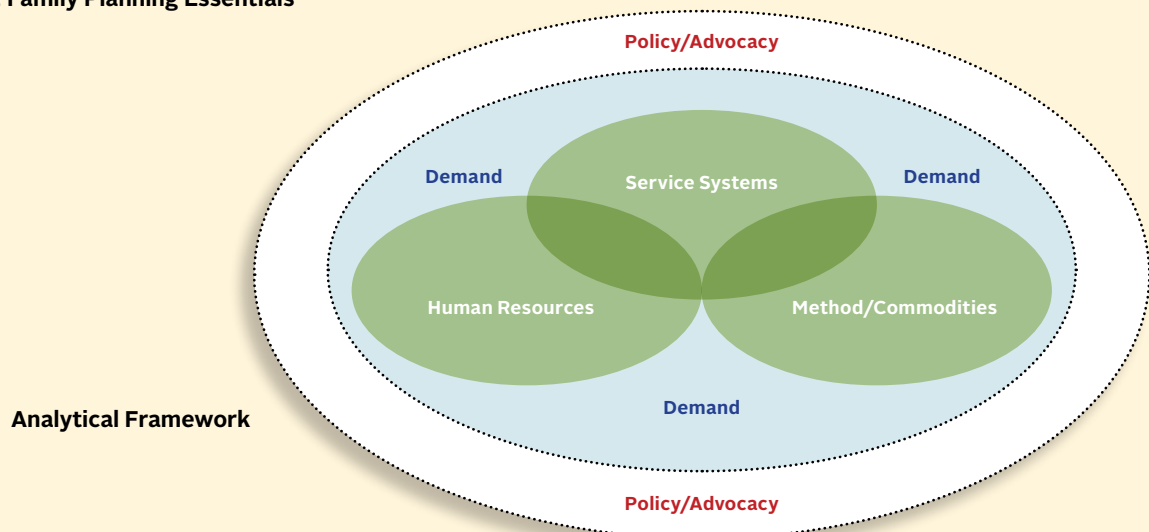 Family Planning Essentials
Policy/Advocacy
Demand
Demand
Service Systems
Human Resources
Method/Commodities
Demand
Analytical Framework
Policy/Advocacy